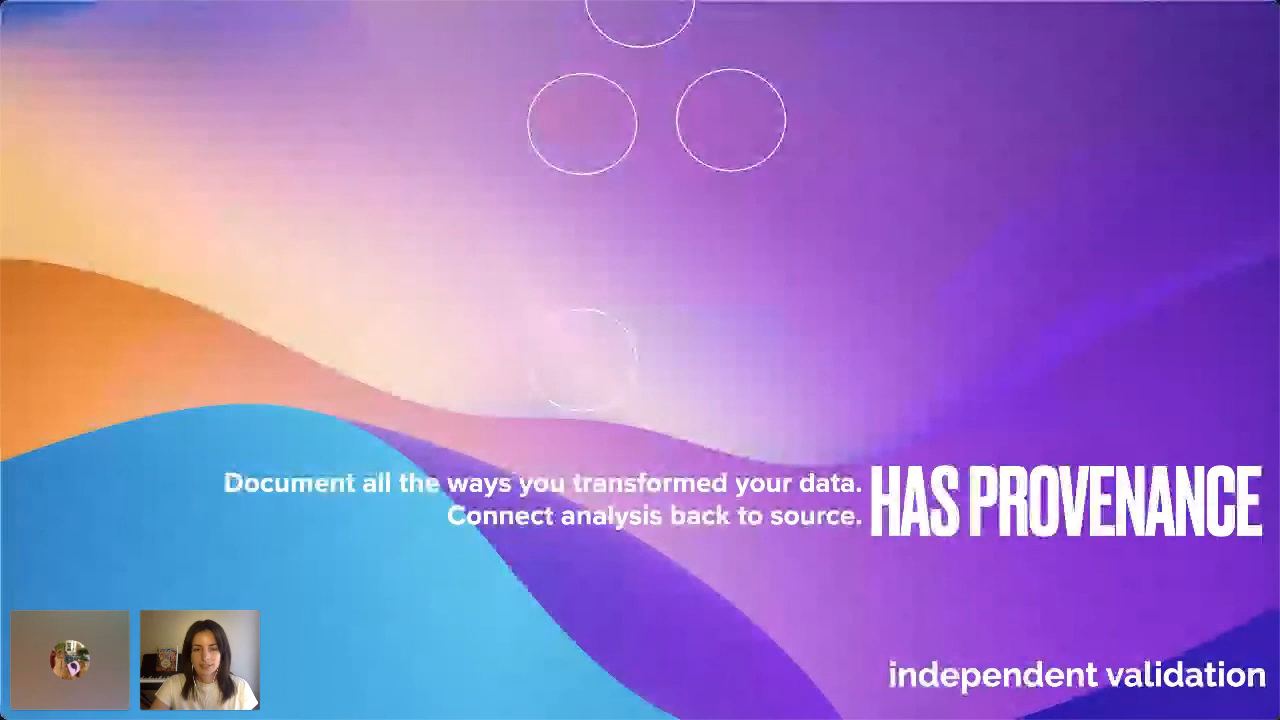 Document all the ways you transformed your data.
Connect analysis back to source.
HAS PROVENANCE
independent validation